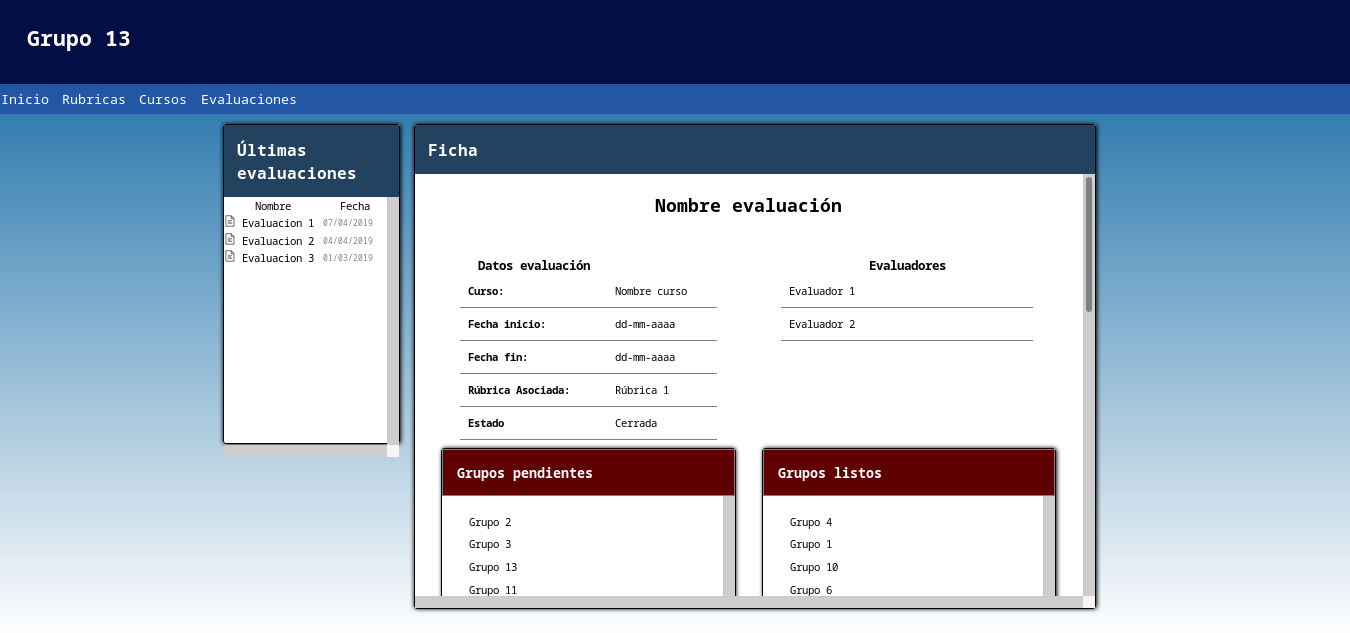 Grupo 13
Inicio Rubricas Cursos Evaluaciones
Últimas
evaluaciones
Nombre Fecha
Evaluacion 1 07/04/2019
Evaluacion 2 04/04/2019
Evaluacion 3 01/03/2019
Ficha
Nombre evaluación
Datos evaluación
Curso: Nombre curso
Fecha inicio: dd-mm-aaaa
Fecha fin: dd-mm-aaaa
Rúbrica Asociada: Rúbrica 1
Estado Cerrada
Evaluadores
Evaluador 1
Evaluador 2
Grupos pendientes
Grupo 2
Grupo 3
Grupo 13
Grupo 11
Grupos listos
Grupo 4
Grupo 1
Grupo 10
Grupo 6